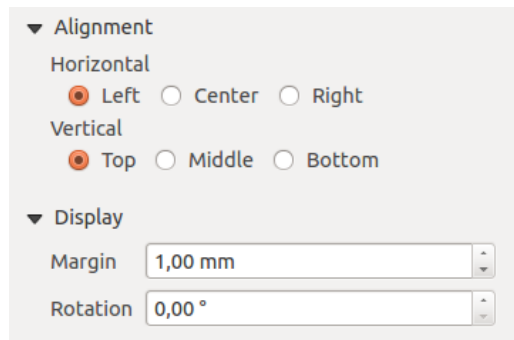 Alignment
Horizontal
Left Center Right
Vertical
Top Middle Bottom
Display
Margin 1,00 mm
Rotation 0,00 °